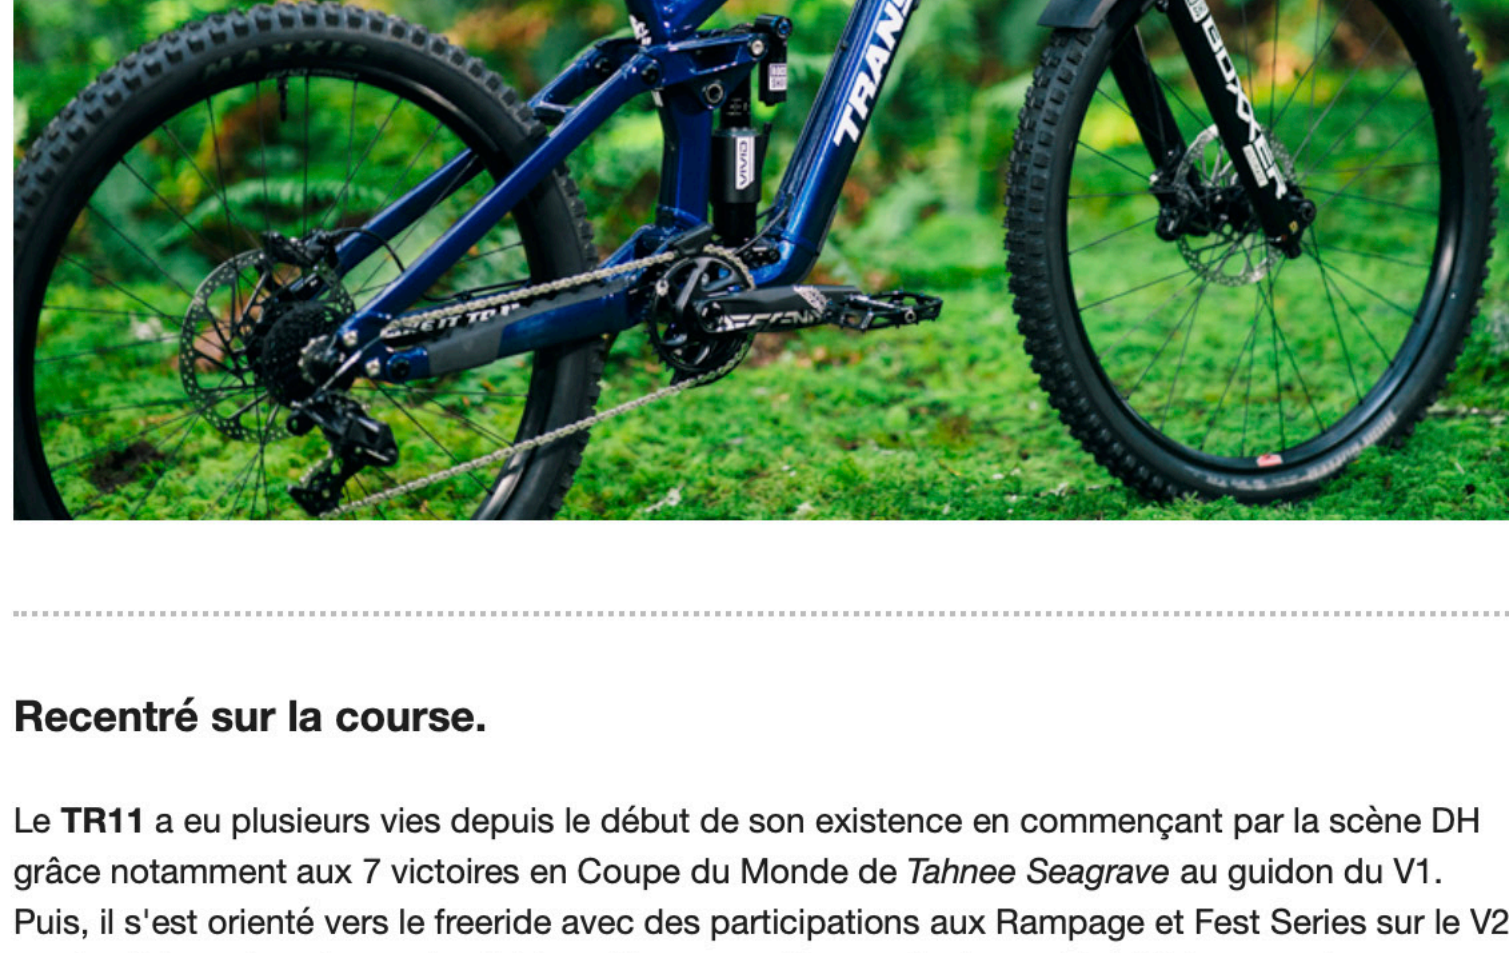 MAXXIS
TRANS
BOXXER
VIVID
DESCENDANT
Recentré sur la course.
Le TR11 a eu plusieurs vies depuis le début de son existence en commençant par la scène DH
grâce notamment aux 7 victoires en Coupe du Monde de Tahnee Seagrave au guidon du V1.
Puis, il s'est orienté vers le freeride avec des participations aux Rampage et Fest Series sur le V2